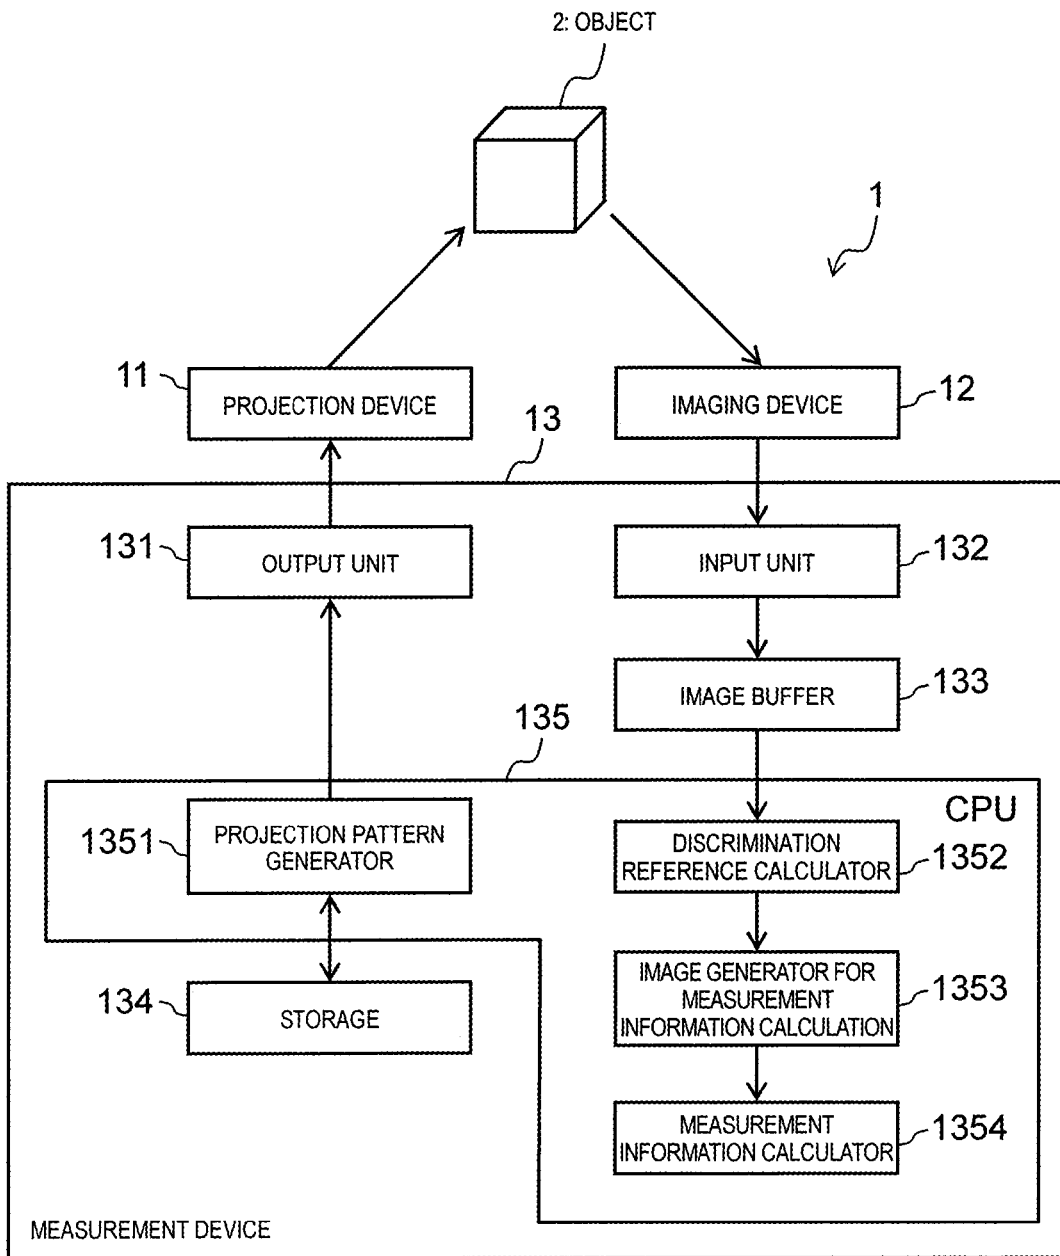 2: OBJECT
1
11
PROJECTION DEVICE
IMAGING DEVICE
12
13
131
OUTPUT UNIT
INPUT UNIT
132
IMAGE BUFFER
133
135
CPU
1351
PROJECTION PATTERN
GENERATOR
DISCRIMINATION
REFERENCE CALCULATOR
1352
134
STORAGE
IMAGE GENERATOR FOR
MEASUREMENT
INFORMATION CALCULATION
1353
MEASUREMENT
INFORMATION CALCULATOR
1354
MEASUREMENT DEVICE